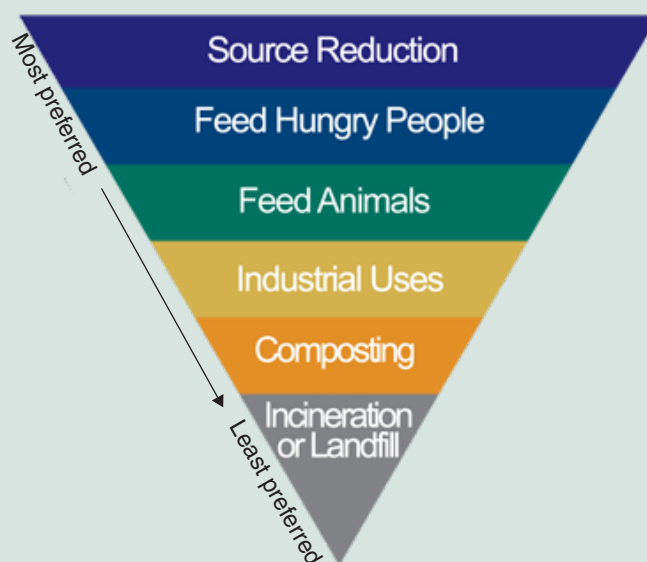 Most preferred
Source Reduction
Feed Hungry People
Feed Animals
Industrial Uses
Composting
Incineration
or Landfill
Least preferred